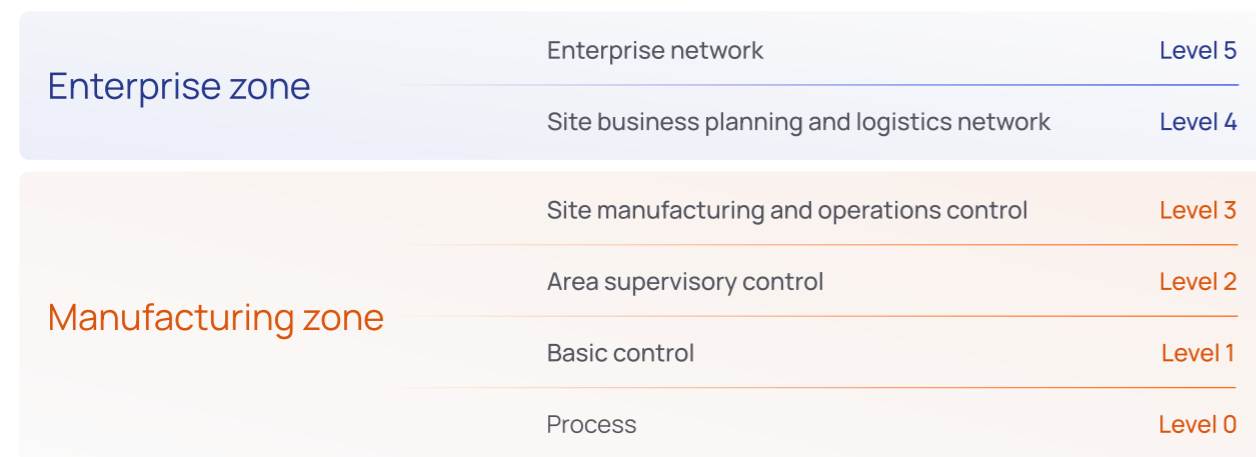 Enterprise zone
Enterprise network Level 5
Site business planning and logistics network Level 4
Manufacturing zone
Site manufacturing and operations control Level 3
Area supervisory control Level 2
Basic control Level 1
Process Level 0